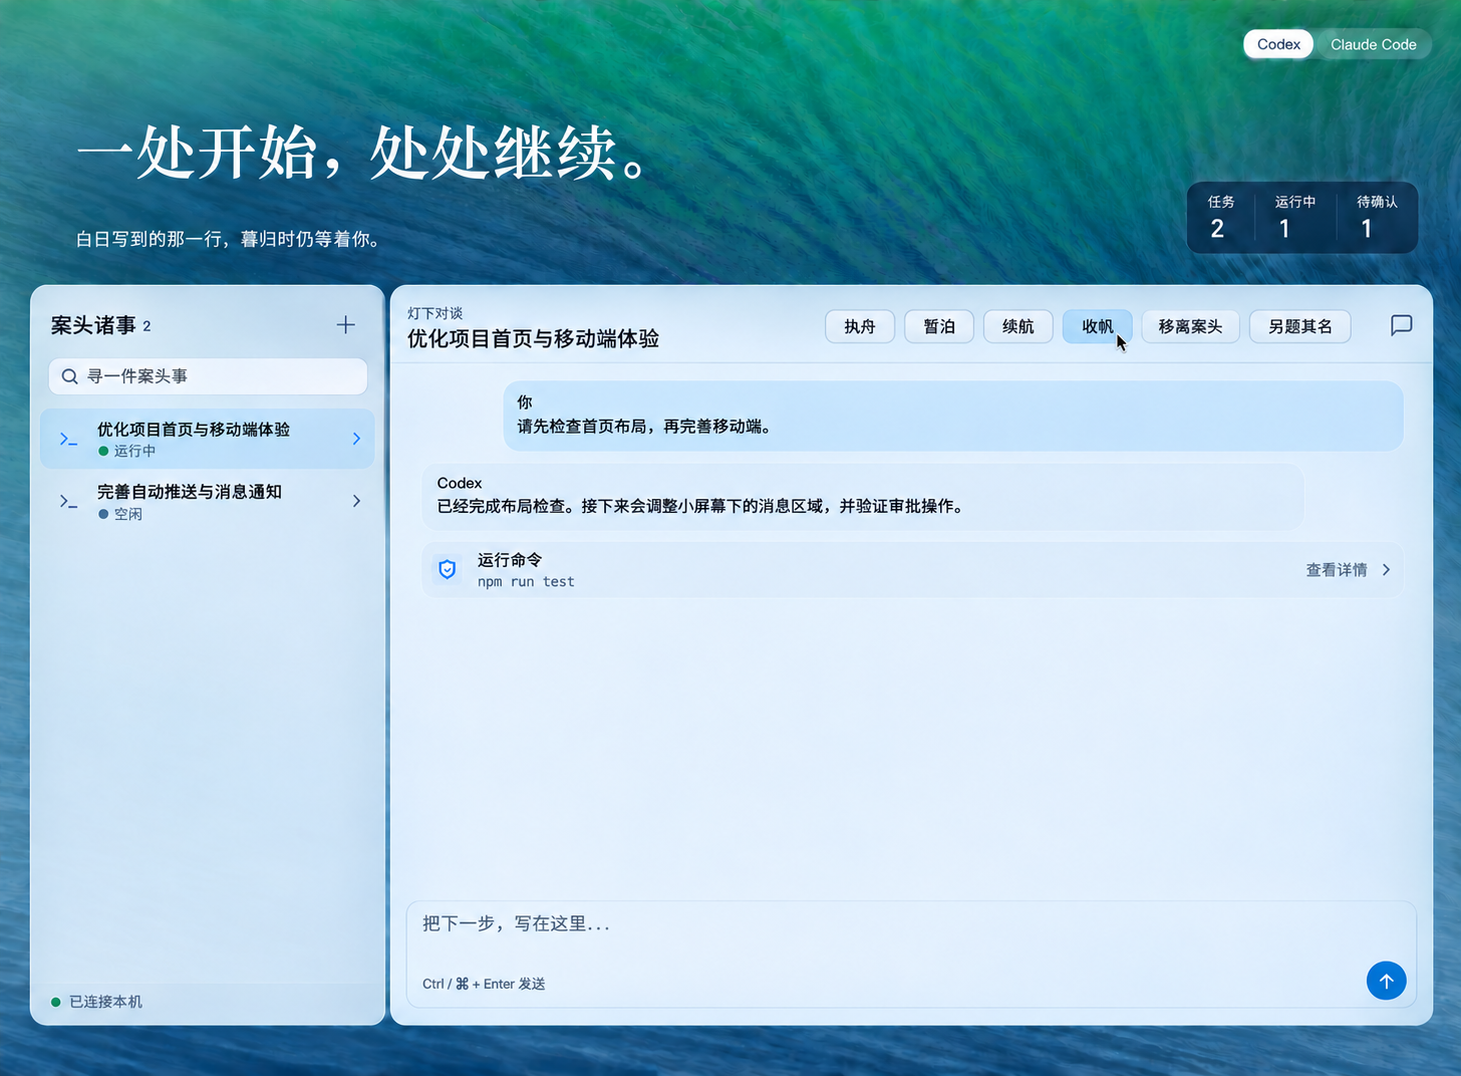 Codex
Claude Code
一处开始，处处继续。
白日写到的那一行，暮归时仍等着你。
任务
2
运行中
1
待确认
1
案头诸事 2
寻一件案头事
优化项目首页与移动端体验
运行中
完善自动推送与消息通知
空闲
已连接本机
灯下对谈
优化项目首页与移动端体验
执舟
暂泊
续航
收帆
移离案头
另题其名
你
请先检查首页布局，再完善移动端。
Codex
已经完成布局检查。接下来会调整小屏幕下的消息区域，并验证审批操作。
运行命令
npm run test
查看详情
把下一步，写在这里...
Ctrl / ⌘ + Enter 发送